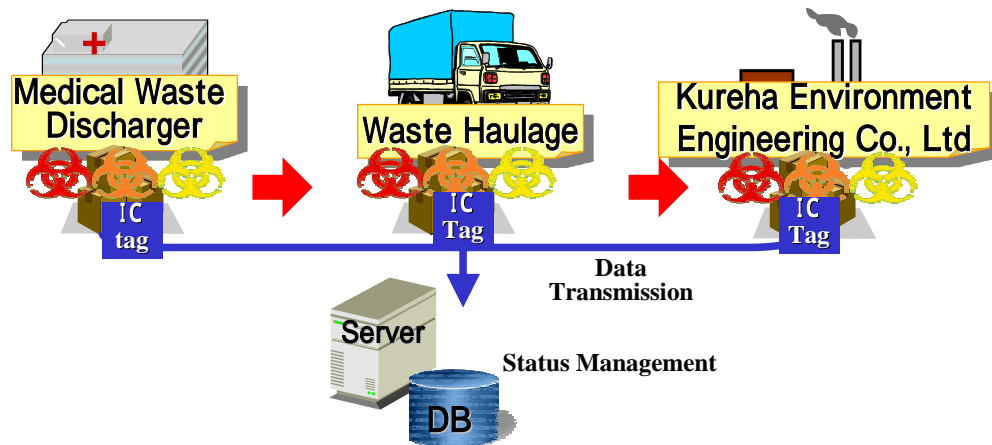 Medical Waste
Discharger
Waste Haulage
Kureha Environment
Engineering Co., Ltd
IC
tag
IC
Tag
IC
Tag
Data
Transmission
Server
Status Management
DB